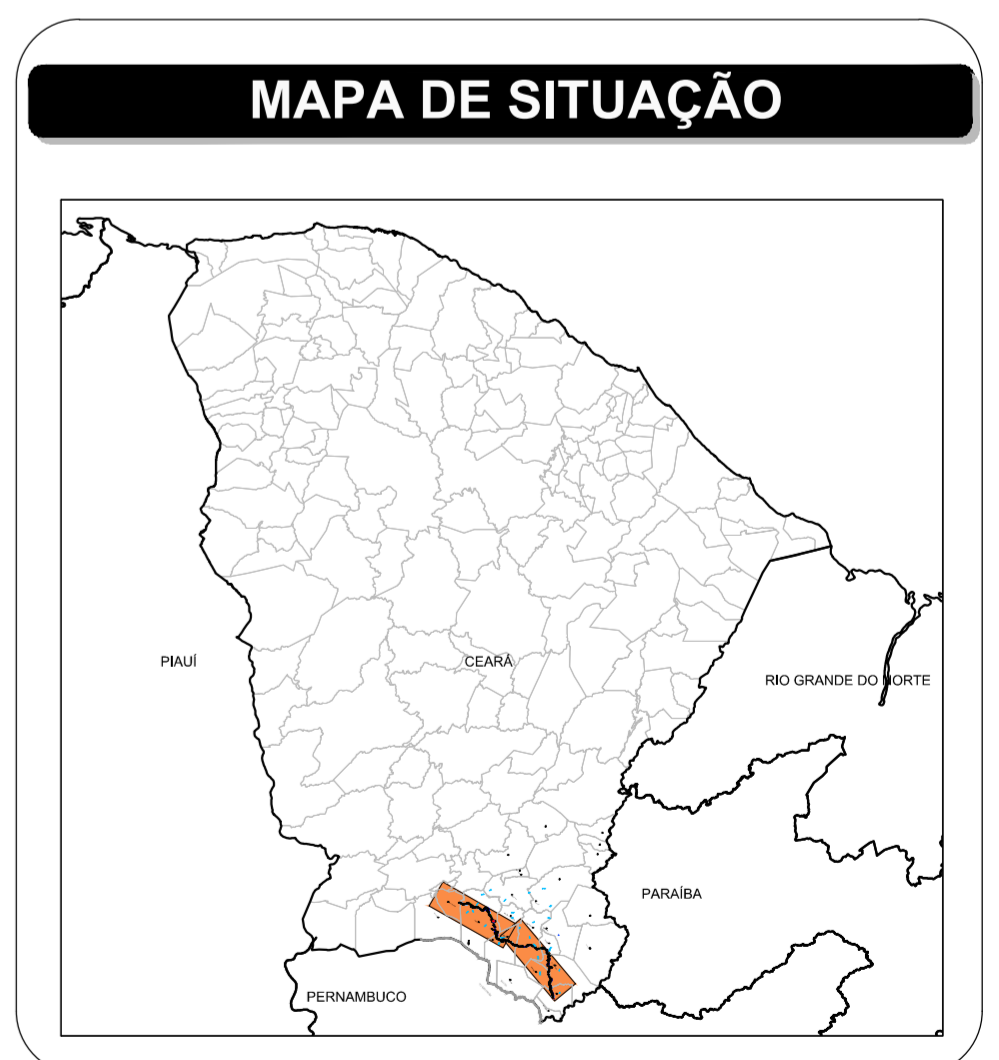 MAPA DE SITUAÇÃO
PIAUÍ
CEARÁ
RIO GRANDE DO NORTE
PARAÍBA
PERNAMBUCO